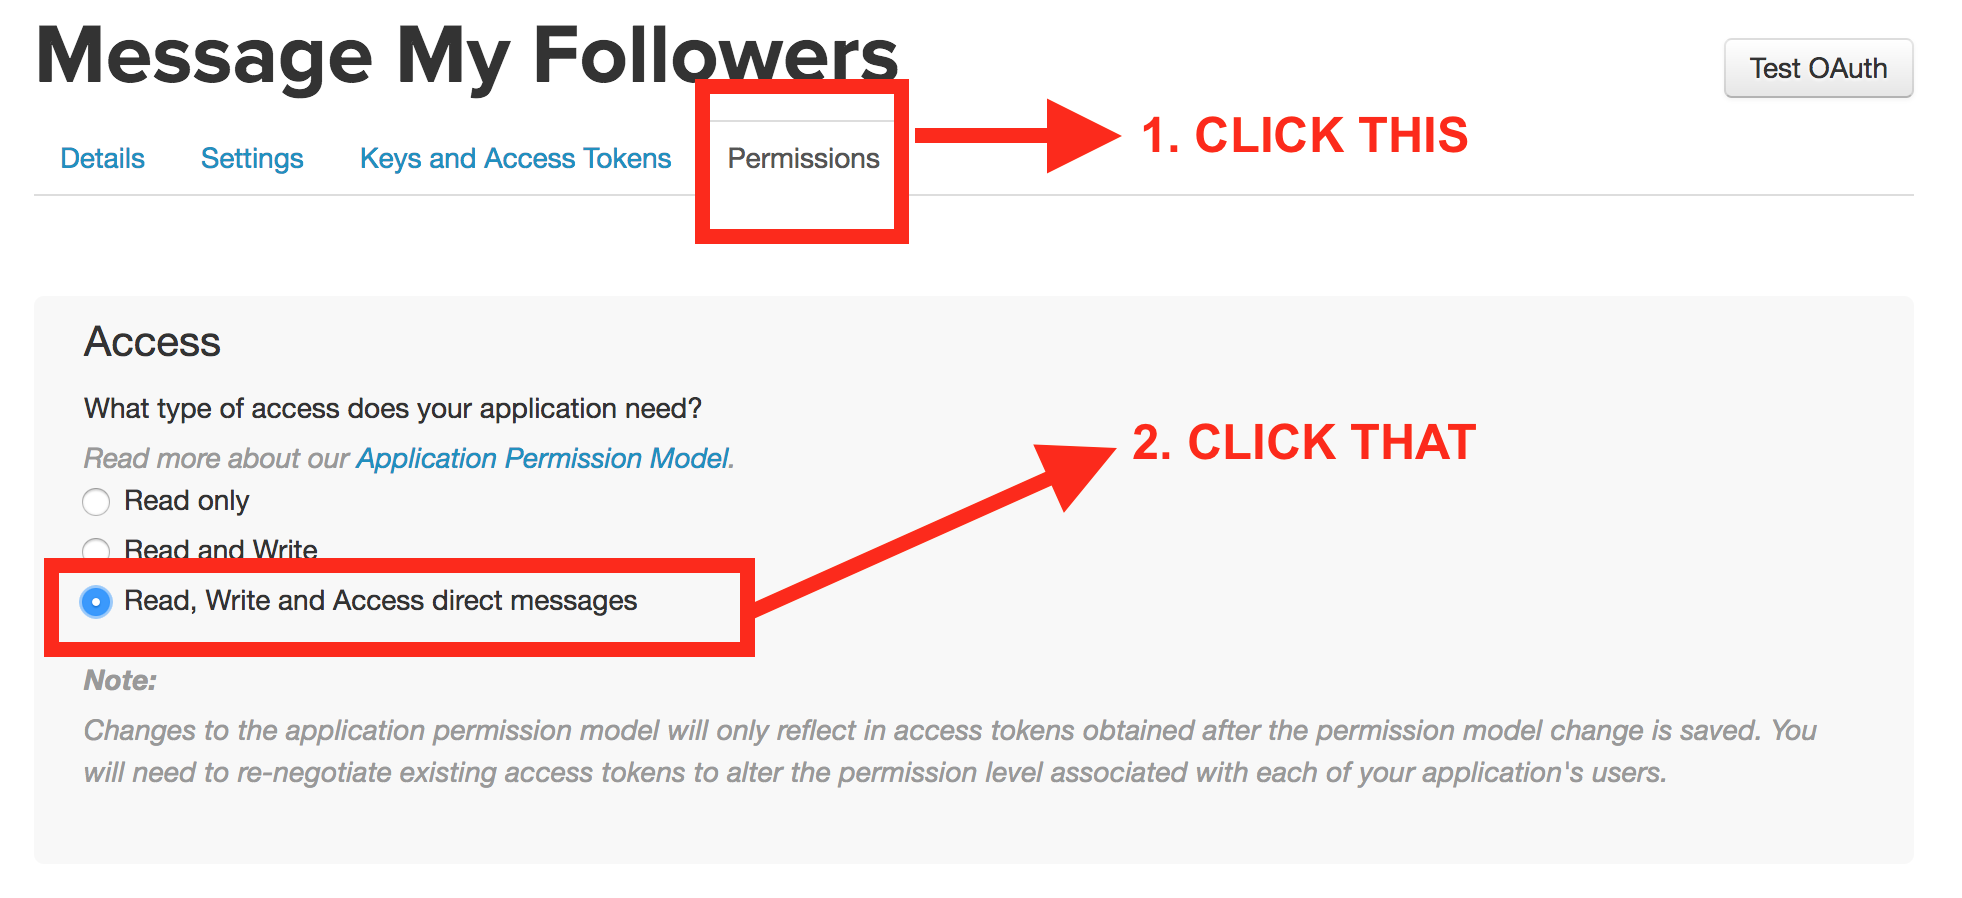 Message My Followers
Test OAuth
1. CLICK THIS
Details Settings Keys and Access Tokens Permissions
Access
What type of access does your application need?
Read more about our Application Permission Model.
2. CLICK THAT
Read only
Read and Write
Read, Write and Access direct messages
Note:
Changes to the application permission model will only reflect in access tokens obtained after the permission model change is saved. You
will need to re-negotiate existing access tokens to alter the permission level associated with each of your application's users.